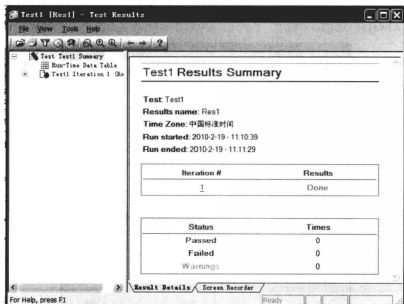 Test1 [Res1] - Test Results
File View Tools Help
Test Test1 Summary
Run-Time Data Table
Test1 Iteration 1 (Ro
Test1 Results Summary
Test: Test1
Results name: Res1
Time Zone: 中国标准时间
Run started: 2010-2-19 - 11:10:39
Run ended: 2010-2-19 - 11:11:29
Iteration # Results
1 Done
Status Times
Passed 0
Failed 0
Warnings 0
Result Details Screen Recorder
For Help, press F1 Ready